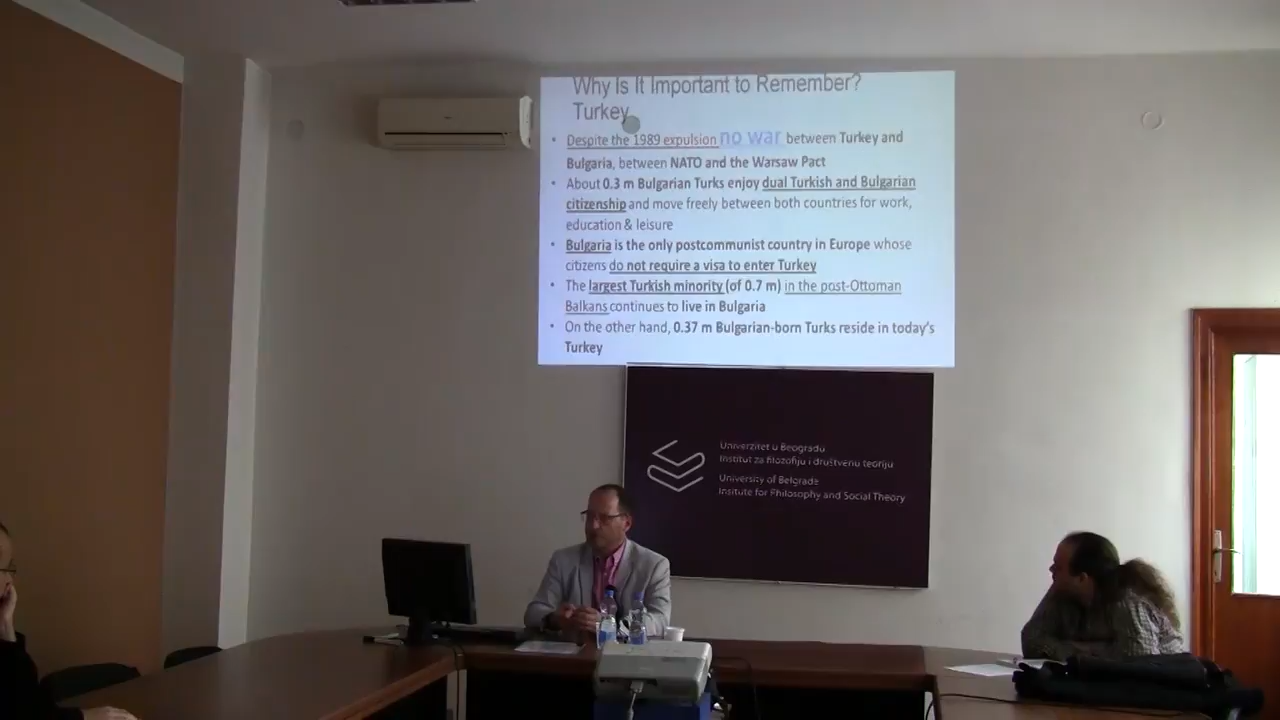 Why Is It Important to Remember?
Turkey
• Despite the 1989 expulsion no war between Turkey and
Bulgaria, between NATO and the Warsaw Pact
• About 0.3 m Bulgarian Turks enjoy dual Turkish and Bulgarian
citizenship and move freely between both countries for work,
education & leisure
• Bulgaria is the only postcommunist country in Europe whose
citizens do not require a visa to enter Turkey
• The largest Turkish minority (of 0.7 m) in the post-Ottoman
Balkans continues to live in Bulgaria
• On the other hand, 0.37 m Bulgarian-born Turks reside in today's
Turkey
Univerzitet u Beogradu
Institut za filozofiju i društvenu teoriju
University of Belgrade
Institute for Philosophy and Social Theory